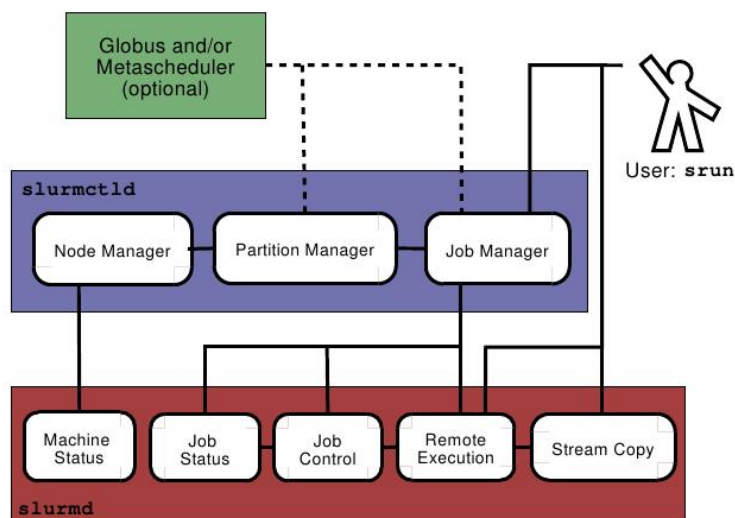 Globus and/or
Metascheduler
(optional)
User: srun
slurmctld
Node Manager
Partition Manager
Job Manager
Machine
Status
Job
Status
Job
Control
Remote
Execution
Stream Copy
slurmd